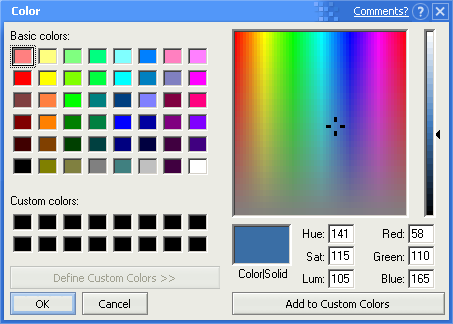 Color
Comments?
Basic colors:
Custom colors:
Define Custom Colors >>
OK
Cancel
Color|Solid
Hue: 141
Sat: 115
Lum: 105
Red: 58
Green: 110
Blue: 165
Add to Custom Colors